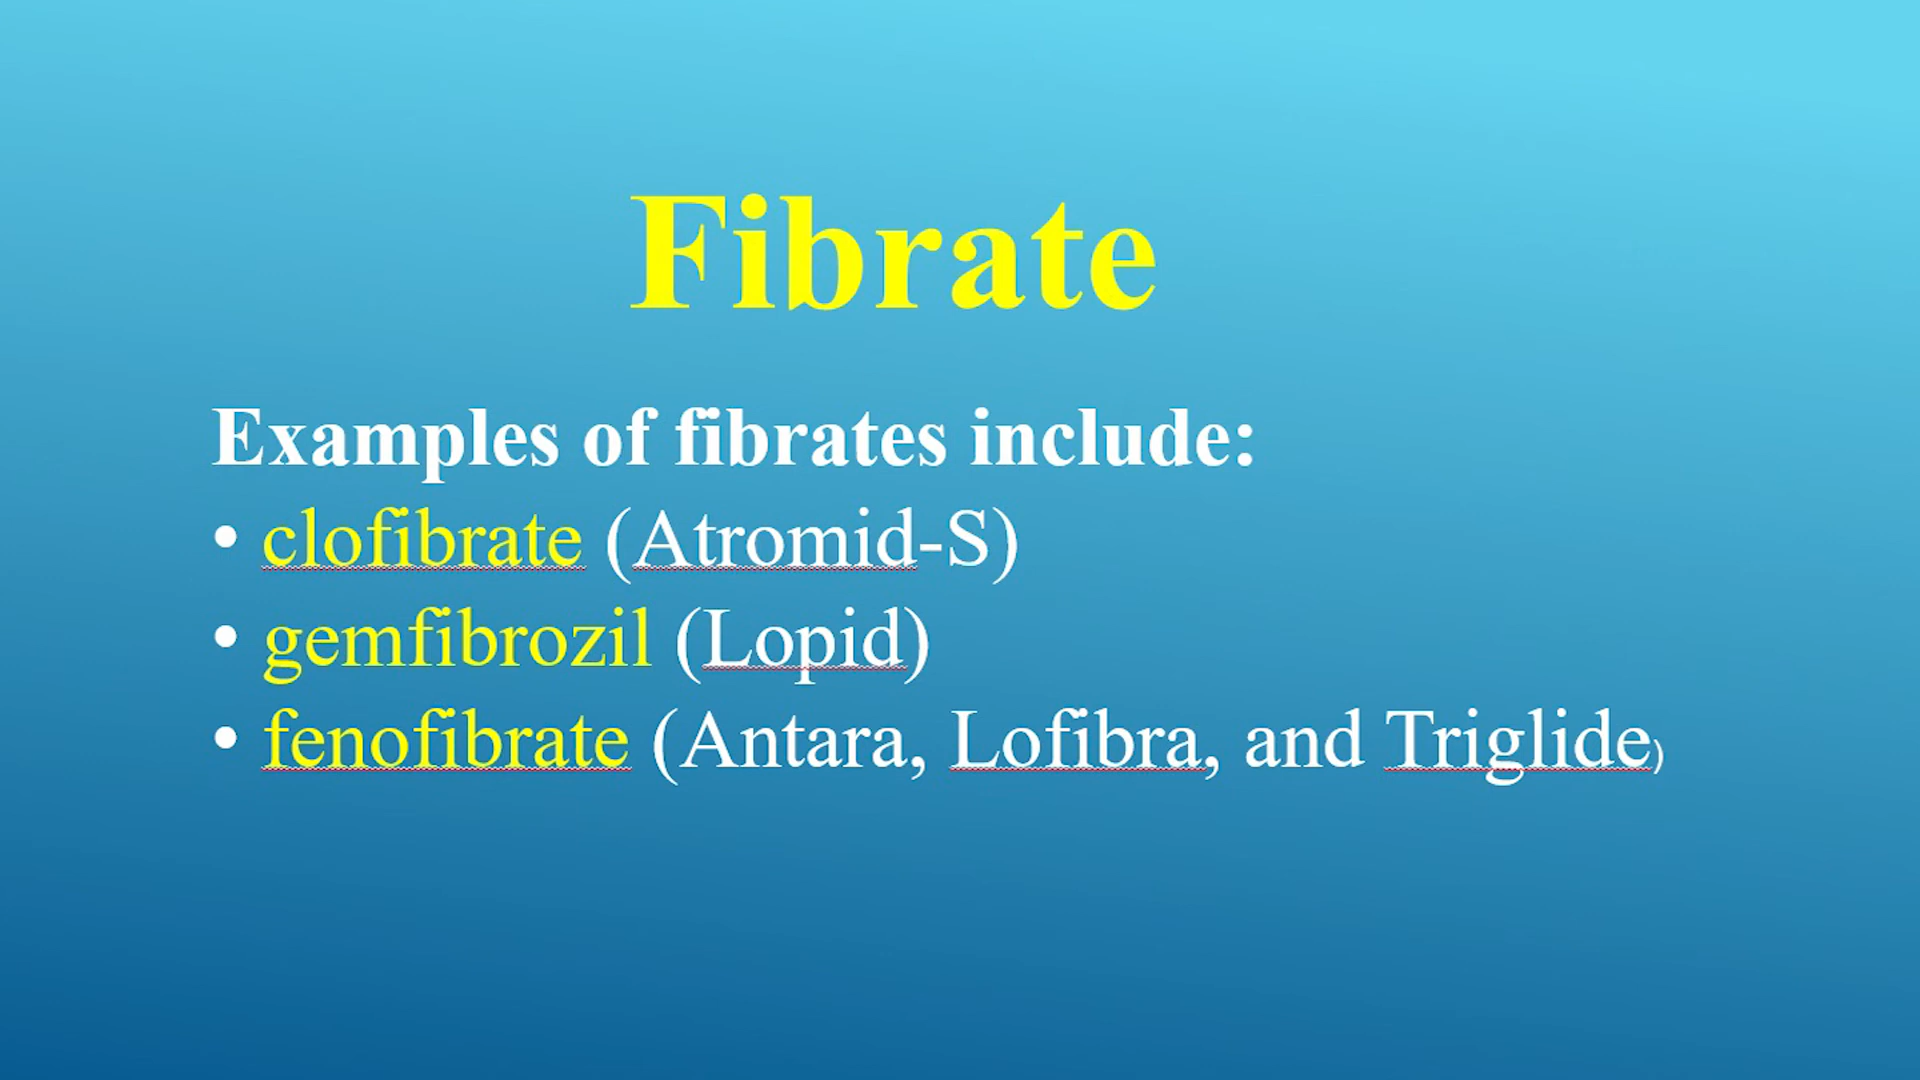 Fibrate
Examples of fibrates include:
• clofibrate (Atromid-S)
• gemfibrozil (Lopid)
• fenofibrate (Antara, Lofibra, and Triglide)